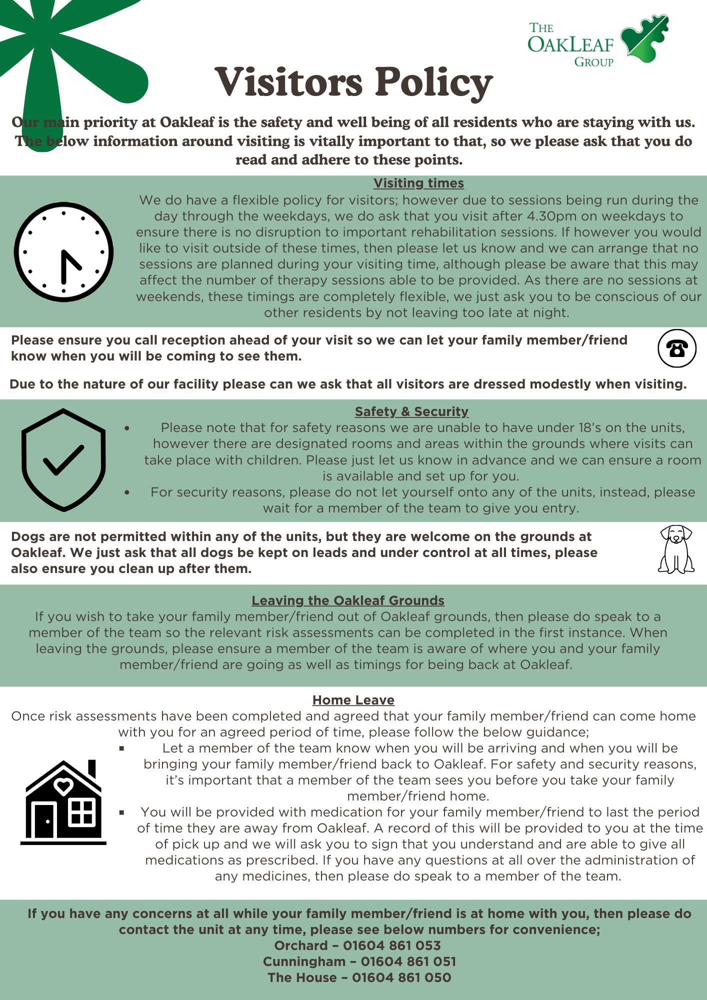 THE
OAKLEAF
GROUP
Visitors Policy
Our main priority at Oakleaf is the safety and well being of all residents who are staying with us.
The below information around visiting is vitally important to that, so we please ask that you do
read and adhere to these points.
Visiting times
We do have a flexible policy for visitors; however due to sessions being run during the
day through the weekdays, we do ask that you visit after 4.30pm on weekdays to
ensure there is no disruption to important rehabilitation sessions. If however you would
like to visit outside of these times, then please let us know and we can arrange that no
sessions are planned during your visiting time, although please be aware that this may
affect the number of therapy sessions able to be provided. As there are no sessions at
weekends, these timings are completely flexible, we just ask you to be conscious of our
other residents by not leaving too late at night.
Please ensure you call reception ahead of your visit so we can let your family member/friend
know when you will be coming to see them.
Due to the nature of our facility please can we ask that all visitors are dressed modestly when visiting.
Safety & Security
• Please note that for safety reasons we are unable to have under 18’s on the units,
however there are designated rooms and areas within the grounds where visits can
take place with children. Please just let us know in advance and we can ensure a room
is available and set up for you.
• For security reasons, please do not let yourself onto any of the units, instead, please
wait for a member of the team to give you entry.
Dogs are not permitted within any of the units, but they are welcome on the grounds at
Oakleaf. We just ask that all dogs be kept on leads and under control at all times, please
also ensure you clean up after them.
Leaving the Oakleaf Grounds
If you wish to take your family member/friend out of Oakleaf grounds, then please do speak to a
member of the team so the relevant risk assessments can be completed in the first instance. When
leaving the grounds, please ensure a member of the team is aware of where you and your family
member/friend are going as well as timings for being back at Oakleaf.
Home Leave
Once risk assessments have been completed and agreed that your family member/friend can come home
with you for an agreed period of time, please follow the below guidance;
▪ Let a member of the team know when you will be arriving and when you will be
bringing your family member/friend back to Oakleaf. For safety and security reasons,
it’s important that a member of the team sees you before you take your family
member/friend home.
▪ You will be provided with medication for your family member/friend to last the period
of time they are away from Oakleaf. A record of this will be provided to you at the time
of pick up and we will ask you to sign that you understand and are able to give all
medications as prescribed. If you have any questions at all over the administration of
any medicines, then please do speak to a member of the team.
If you have any concerns at all while your family member/friend is at home with you, then please do
contact the unit at any time, please see below numbers for convenience;
Orchard – 01604 861 053
Cunningham – 01604 861 051
The House – 01604 861 050